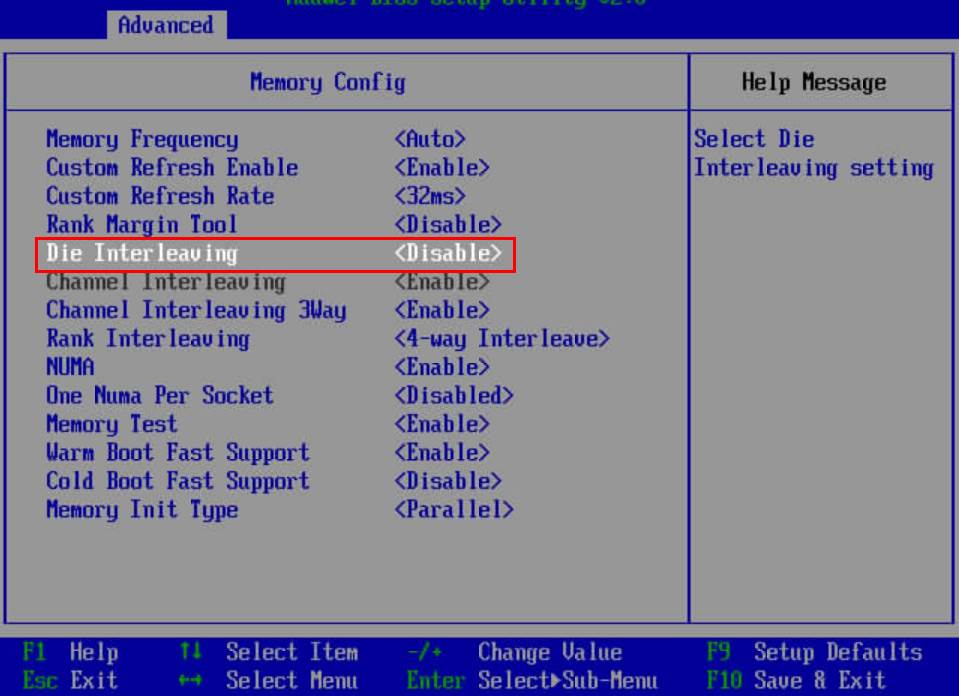 Advanced
Memory Config
Help Message
Memory Frequency <Auto>
Custom Refresh Enable <Enable>
Custom Refresh Rate <32ms>
Rank Margin Tool <Disable>
Die Interleaving <Disable>
Channel Interleaving <Enable>
Channel Interleaving 3Way <Enable>
Rank Interleaving <4-way Interleave>
NUMA <Enable>
One Numa Per Socket <Disabled>
Memory Test <Enable>
Warm Boot Fast Support <Enable>
Cold Boot Fast Support <Disable>
Memory Init Type <Parallel>
Select Die
Interleaving setting
F1 Help ↑↓ Select Item -/+ Change Value F9 Setup Defaults
Esc Exit ←→ Select Menu Enter Select▶Sub-Menu F10 Save & Exit